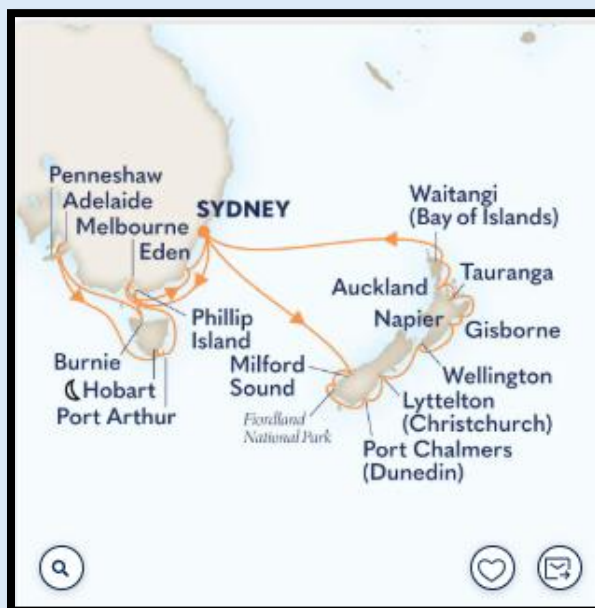 Penneshaw
Adelaide
Melbourne
Eden
SYDNEY
Phillip
Island
Burnie
Hobart
Port Arthur
Waitangi
(Bay of Islands)
Auckland
Tauranga
Napier
Gisborne
Wellington
Milford
Sound
Fiordland
National Park
Lyttelton
(Christchurch)
Port Chalmers
(Dunedin)